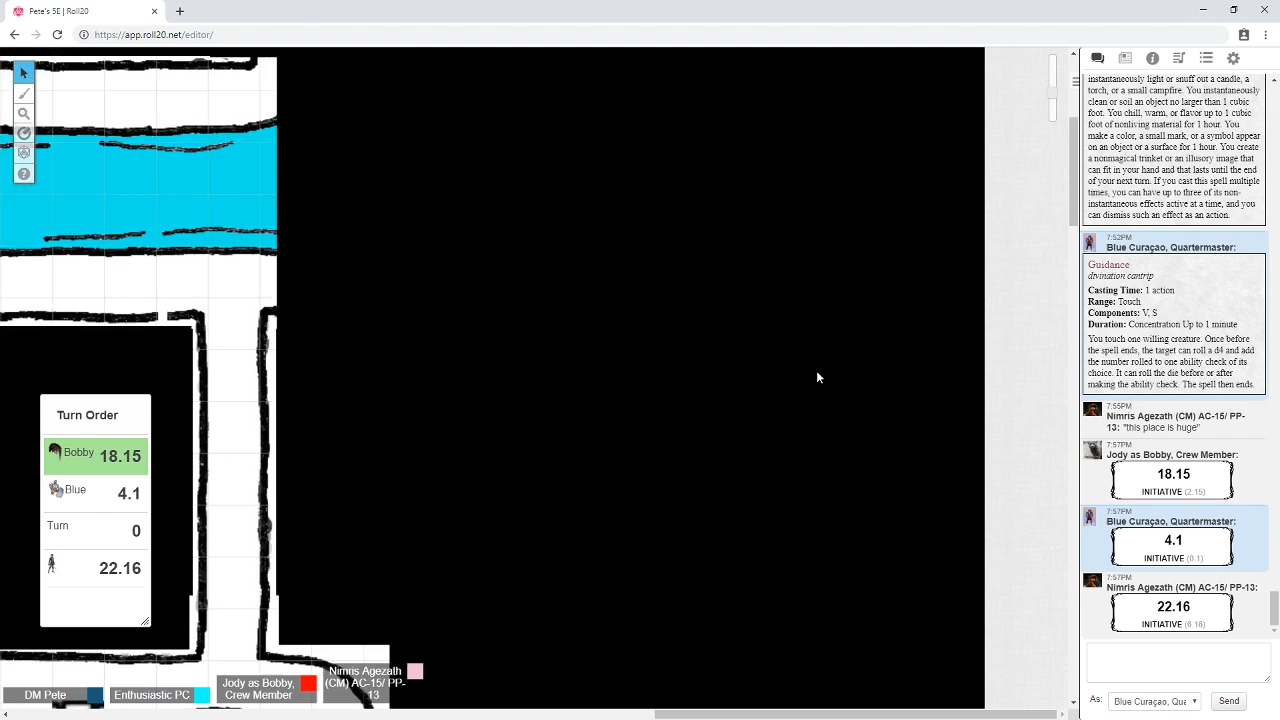 Pete's 5E | Roll20
https://app.roll20.net/editor/
instantaneously light or snuff out a candle, a
torch, or a small campfire. You instantaneously
clean or soil an object no larger than 1 cubic
foot. You chill, warm, or flavor up to 1 cubic
foot of nonliving material for 1 hour. You
make a color, a small mark, or a symbol appear
on an object or a surface for 1 hour. You create
a nonmagical trinket or an illusory image that
can fit in your hand and that lasts until the end
of your next turn. If you cast this spell multiple
times, you can have up to three of its non-
instantaneous effects active at a time, and you
can dismiss such an effect as an action.
7:52PM
Blue Curaçao, Quartermaster:
Guidance
divination cantrip
Casting Time: 1 action
Range: Touch
Components: V, S
Duration: Concentration Up to 1 minute
You touch one willing creature. Once before
the spell ends, the target can roll a d4 and add
the number rolled to one ability check of its
choice. It can roll the die before or after
making the ability check. The spell then ends.
7:55PM
Nimris Agezath (CM) AC-15/ PP-
13: "this place is huge"
7:57PM
Jody as Bobby, Crew Member:
18.15
INITIATIVE (2.15)
7:57PM
Blue Curaçao, Quartermaster:
4.1
INITIATIVE (0.1)
7:57PM
Nimris Agezath (CM) AC-15/ PP-13:
22.16
INITIATIVE (6.16)
As: Blue Curaçao, Qua
Send
Turn Order
Bobby 18.15
Blue 4.1
Turn 0
22.16
DM Pete
Enthusiastic PC
Jody as Bobby,
Crew Member
Nimris Agezath
(CM) AC-15/ PP-
13